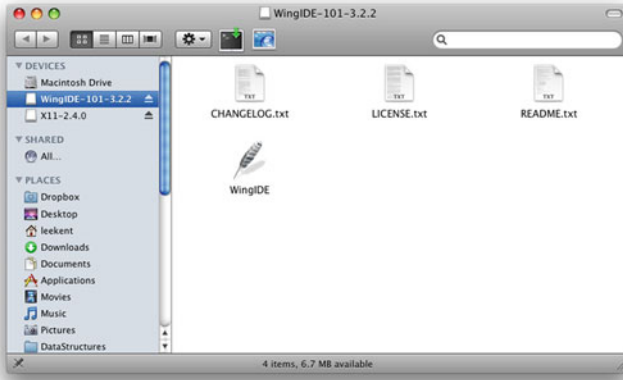 WingIDE-101-3.2.2
DEVICES
Macintosh Drive
WingIDE-101-3.2.2
X11-2.4.0
SHARED
All...
PLACES
Dropbox
Desktop
leekent
Downloads
Documents
Applications
Movies
Music
Pictures
DataStructures
TXT TXT TXT
CHANGELOG.txt LICENSE.txt README.txt
WingIDE
4 items, 6.7 MB available